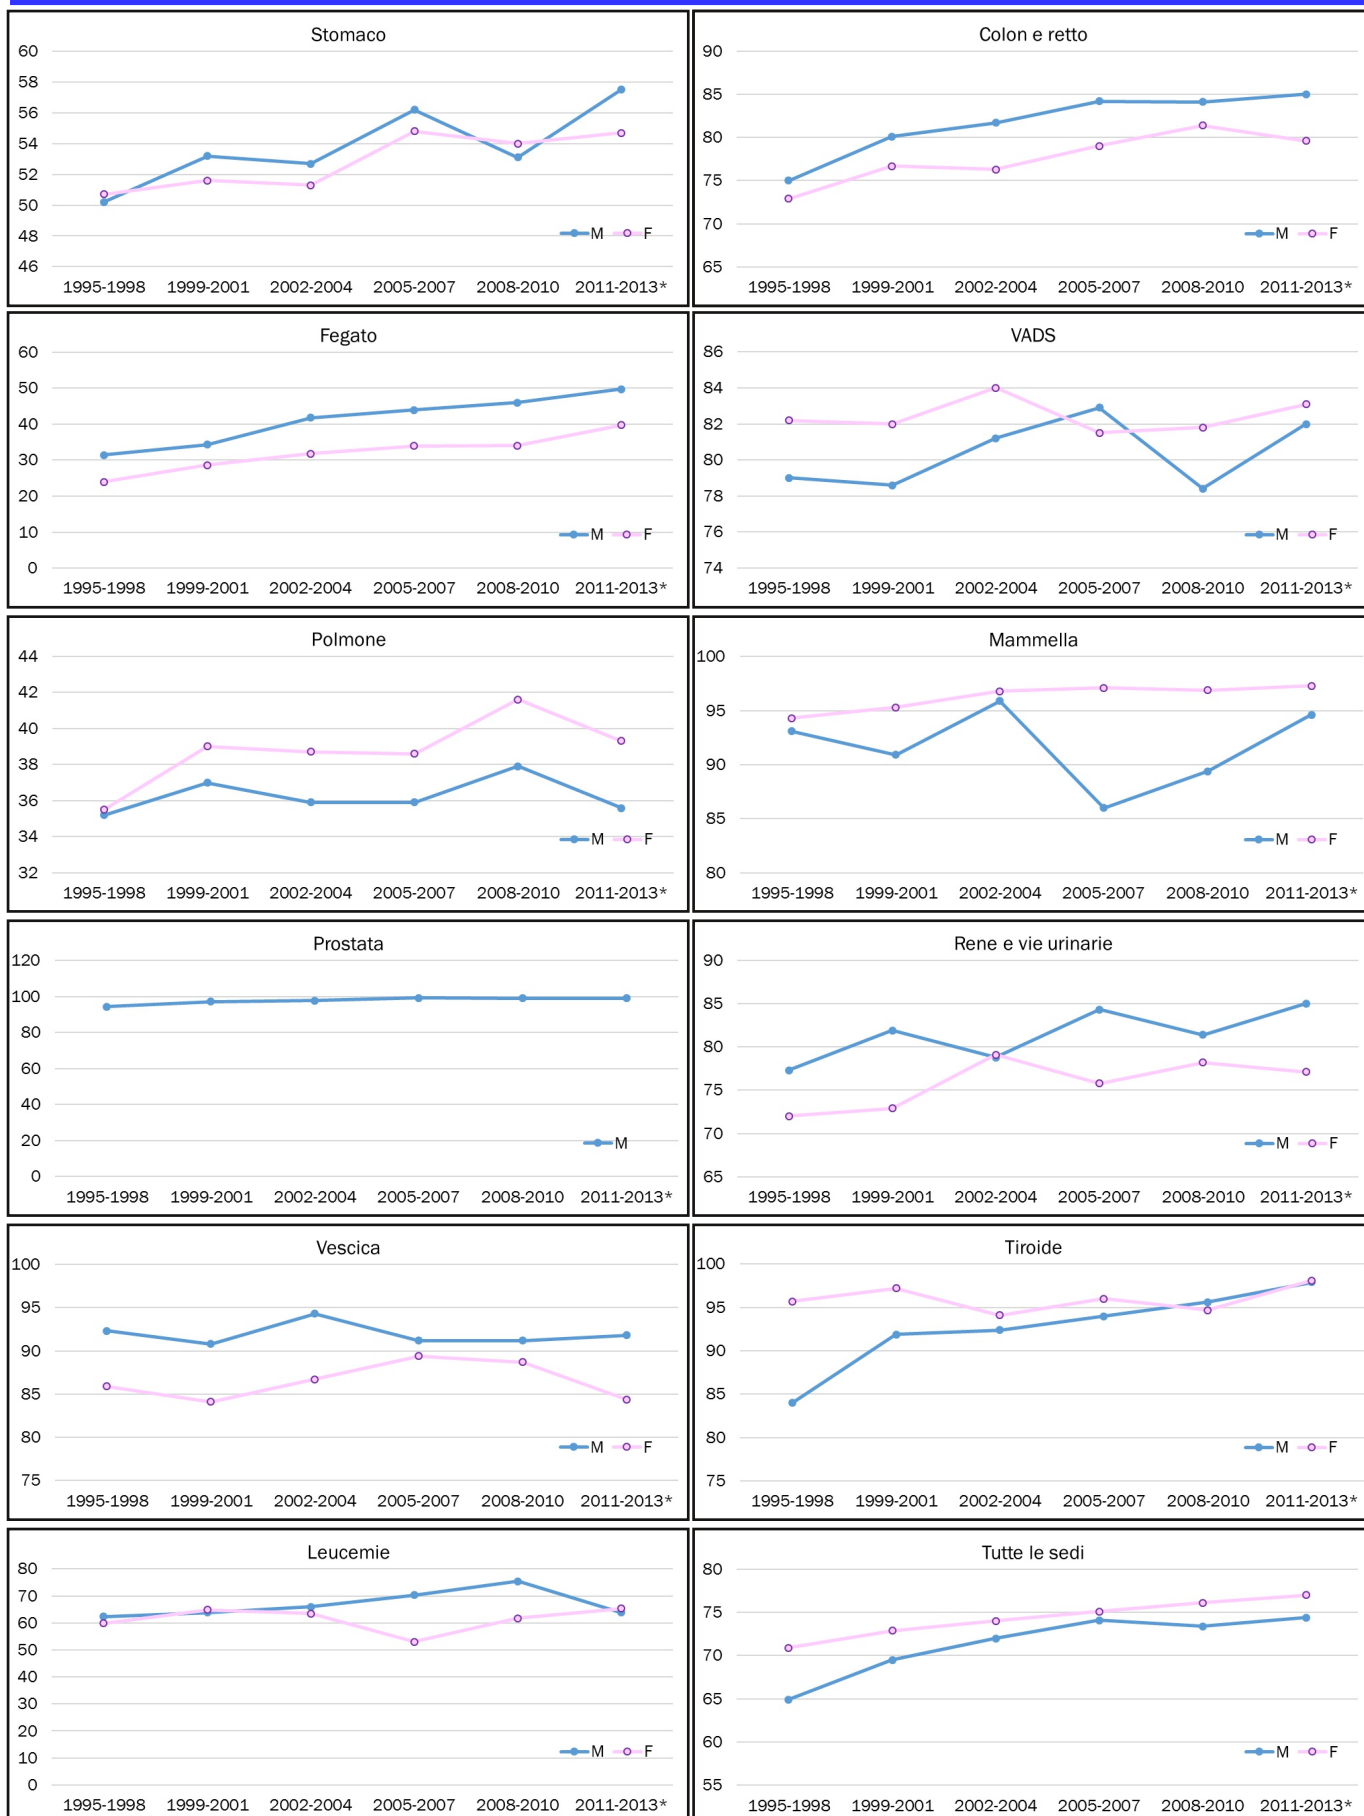 Stomaco
60
58
56
54
52
50
48
46
M F
1995-1998 1999-2001 2002-2004 2005-2007 2008-2010 2011-2013*
Colon e retto
90
85
80
75
70
65
M F
1995-1998 1999-2001 2002-2004 2005-2007 2008-2010 2011-2013*
Fegato
60
50
40
30
20
10
0
M F
1995-1998 1999-2001 2002-2004 2005-2007 2008-2010 2011-2013*
VADS
86
84
82
80
78
76
74
M F
1995-1998 1999-2001 2002-2004 2005-2007 2008-2010 2011-2013*
Polmone
44
42
40
38
36
34
32
M F
1995-1998 1999-2001 2002-2004 2005-2007 2008-2010 2011-2013*
Mammella
100
95
90
85
80
M F
1995-1998 1999-2001 2002-2004 2005-2007 2008-2010 2011-2013*
Prostata
120
100
80
60
40
20
0
M
1995-1998 1999-2001 2002-2004 2005-2007 2008-2010 2011-2013*
Rene e vie urinarie
90
85
80
75
70
65
M F
1995-1998 1999-2001 2002-2004 2005-2007 2008-2010 2011-2013*
Vescica
100
95
90
85
80
75
M F
1995-1998 1999-2001 2002-2004 2005-2007 2008-2010 2011-2013*
Tiroide
100
95
90
85
80
75
M F
1995-1998 1999-2001 2002-2004 2005-2007 2008-2010 2011-2013*
Leucemie
80
70
60
50
40
30
20
10
0
M F
1995-1998 1999-2001 2002-2004 2005-2007 2008-2010 2011-2013*
Tutte le sedi
80
75
70
65
60
55
M F
1995-1998 1999-2001 2002-2004 2005-2007 2008-2010 2011-2013*